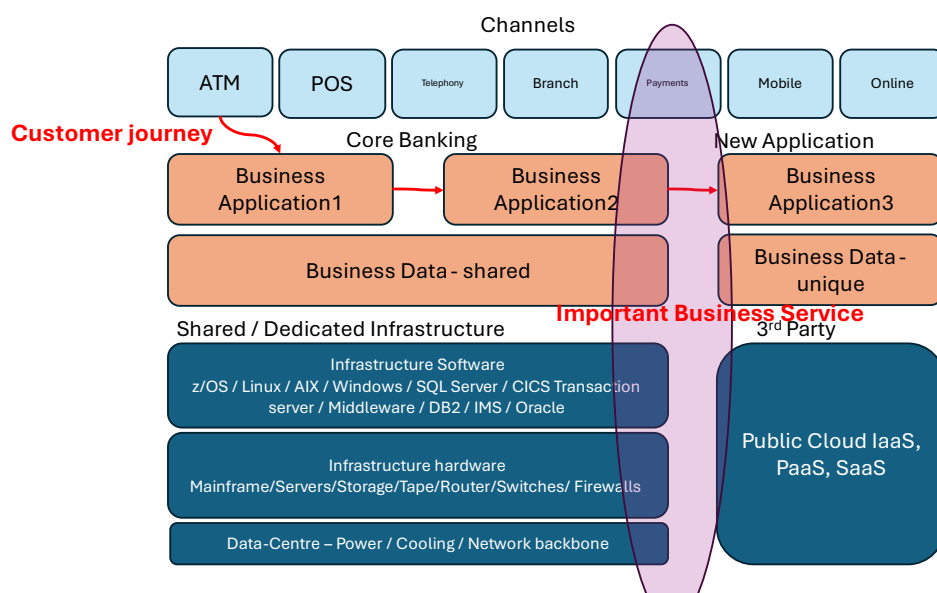 Channels
ATM
POS
Telephony
Branch
Payments
Mobile
Online
Customer journey
Core Banking
New Application
Business
Application1
Business
Application2
Business
Application3
Business Data - shared
Business Data -
unique
Important Business Service
Shared / Dedicated Infrastructure
3rd Party
Infrastructure Software
z/OS / Linux / AIX / Windows / SQL Server / CICS Transaction
server / Middleware / DB2 / IMS / Oracle
Public Cloud IaaS,
PaaS, SaaS
Infrastructure hardware
Mainframe/Servers/Storage/Tape/Router/Switches/ Firewalls
Data-Centre – Power / Cooling / Network backbone